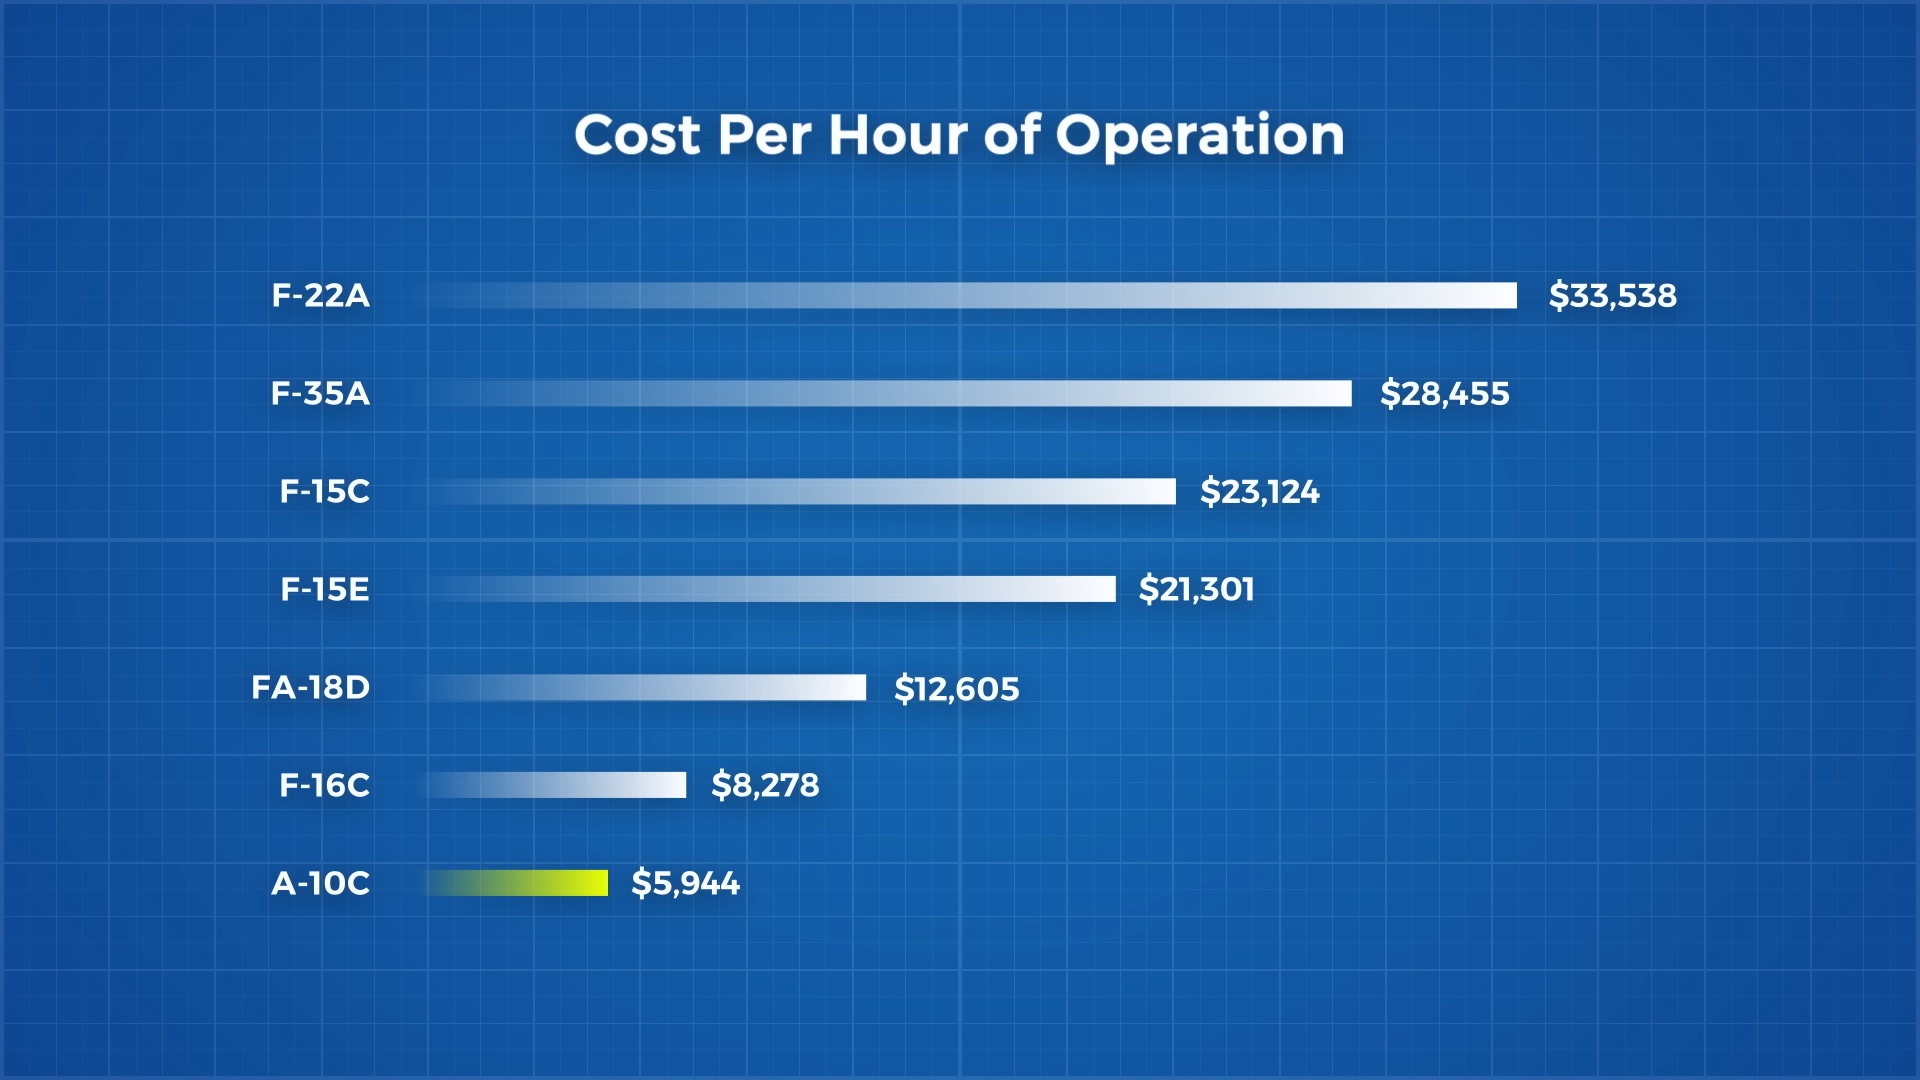 Cost Per Hour of Operation
F-22A $33,538
F-35A $28,455
F-15C $23,124
F-15E $21,301
FA-18D $12,605
F-16C $8,278
A-10C $5,944